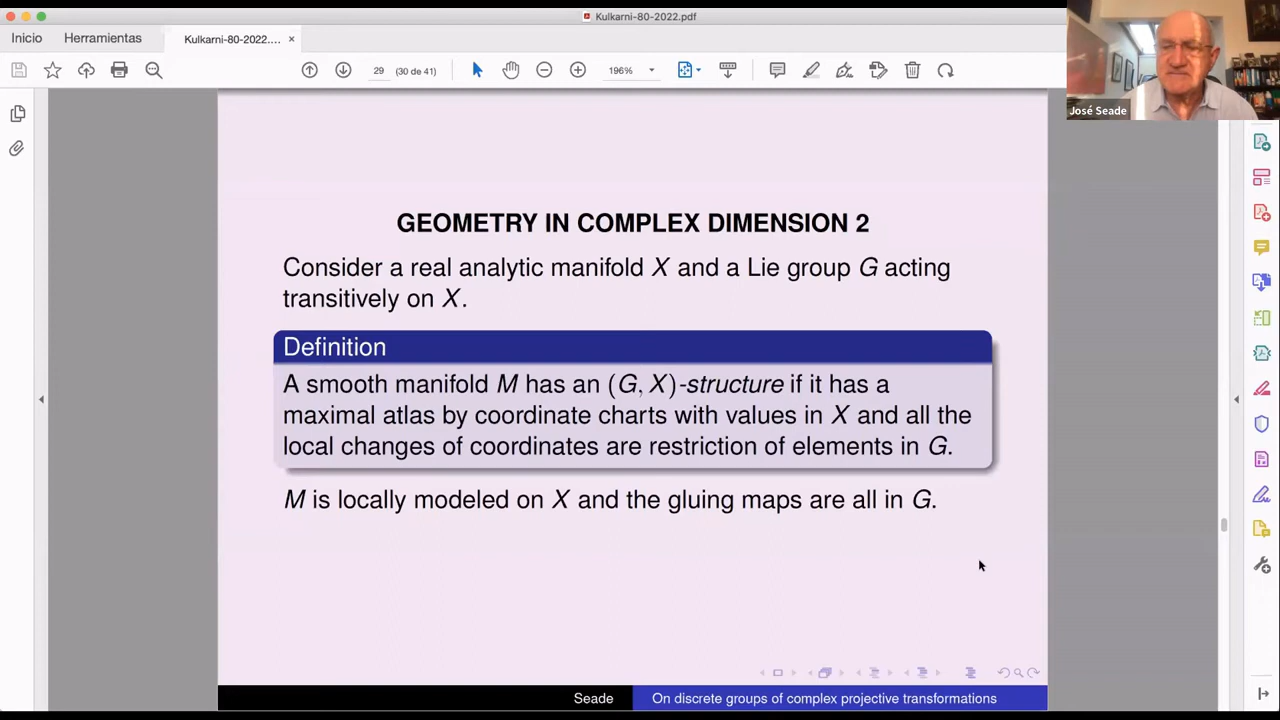 Kulkarni-80-2022.pdf
Inicio
Herramientas
Kulkarni-80-2022....
29
(30 de 41)
196%
José Seade
GEOMETRY IN COMPLEX DIMENSION 2
Consider a real analytic manifold X and a Lie group G acting
transitively on X.
Definition
A smooth manifold M has an (G, X)-structure if it has a
maximal atlas by coordinate charts with values in X and all the
local changes of coordinates are restriction of elements in G.
M is locally modeled on X and the gluing maps are all in G.
Seade
On discrete groups of complex projective transformations